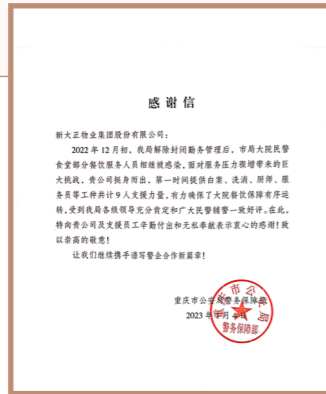 感谢信
新大正物业集团股份有限公司：
2022年12月初，我局解除封闭勤务管理后，市局大院民警
食堂部分餐饮服务人员相继被感染，面对服务压力骤增带来的巨
大挑战，贵公司挺身而出，第一时间提供白案、洗消、厨师、服
务员等工种共计9人支援力量，有力确保了大院餐饮保障有序运
转，受到我局各级领导充分肯定和广大民警辅警一致好评。在此，
特向贵公司及支援员工辛勤付出和无私奉献表示衷心的感谢！致
以崇高的敬意！
让我们继续携手谱写警企合作新篇章！
重庆市公安局警务保障部
2023年1月4日
重庆市公安局
警务保障部